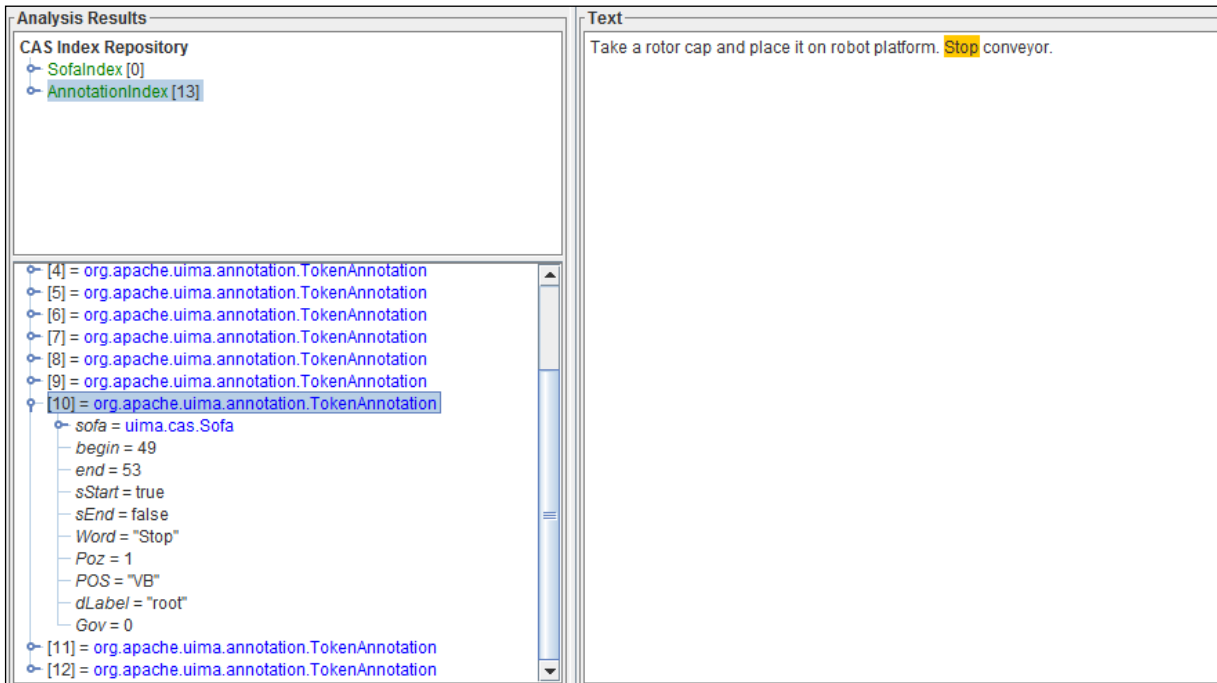 Analysis Results
CAS Index Repository
SofaIndex [0]
AnnotationIndex [13]
[4] = org.apache.uima.annotation.TokenAnnotation
[5] = org.apache.uima.annotation.TokenAnnotation
[6] = org.apache.uima.annotation.TokenAnnotation
[7] = org.apache.uima.annotation.TokenAnnotation
[8] = org.apache.uima.annotation.TokenAnnotation
[9] = org.apache.uima.annotation.TokenAnnotation
[10] = org.apache.uima.annotation.TokenAnnotation
sofa = uima.cas.Sofa
begin = 49
end = 53
sStart = true
sEnd = false
Word = "Stop"
Poz = 1
POS = "VB"
dLabel = "root"
Gov = 0
[11] = org.apache.uima.annotation.TokenAnnotation
[12] = org.apache.uima.annotation.TokenAnnotation
Text
Take a rotor cap and place it on robot platform. Stop conveyor.